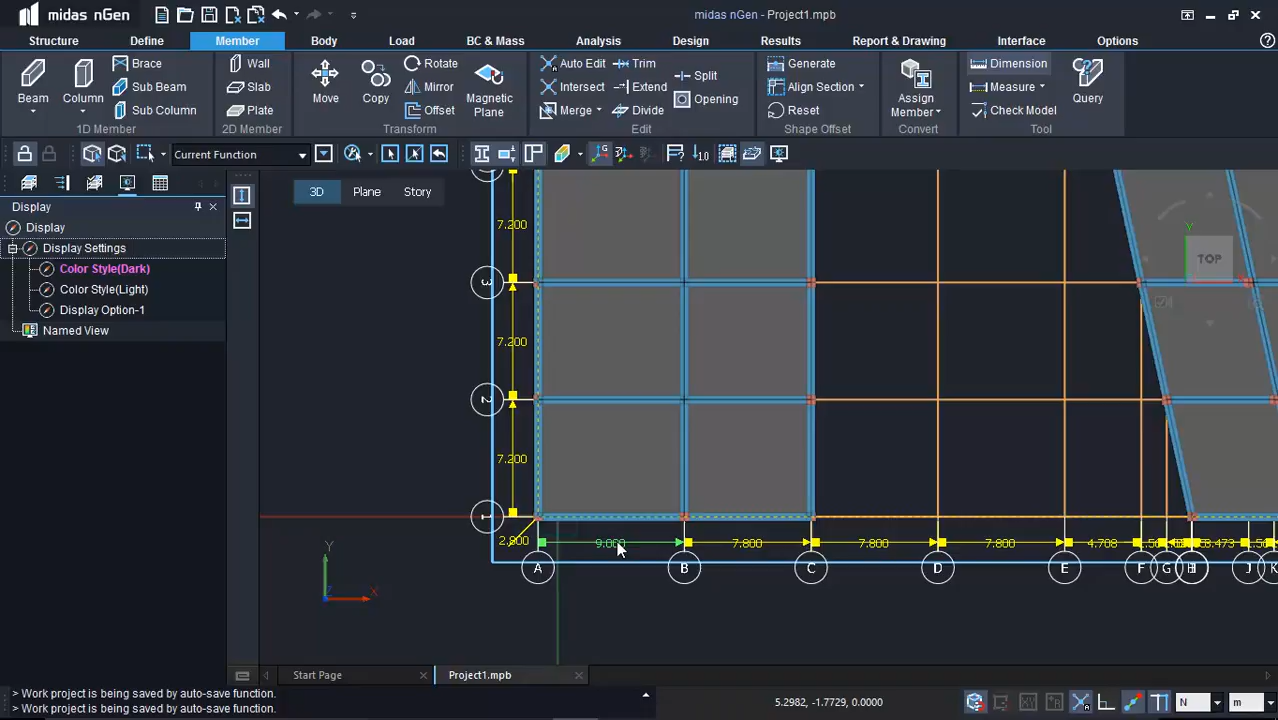 midas nGen
midas nGen - Project1.mpb
Structure Define Member Body Load BC & Mass Analysis Design Results Report & Drawing Interface Options
Beam Column Brace Sub Beam Sub Column
1D Member
Wall Slab Plate
2D Member
Move Copy Rotate Mirror Offset Magnetic Plane
Transform
Auto Edit Trim Split
Intersect Extend Opening
Merge Divide
Edit
Generate
Align Section
Reset
Shape Offset
Assign Member
Convert
Dimension
Measure
Check Model
Query
Tool
Current Function
1.0
Display
Display
Display Settings
Color Style(Dark)
Color Style(Light)
Display Option-1
Named View
3D Plane Story
7.200
Y
TOP
3
7.200
2
7.200
1
2.800 9.000 7.800 7.800 7.800 4.708 3.473
A B C D E F G J K
Y
X
Z
Start Page
Project1.mpb
> Work project is being saved by auto-save function.
> Work project is being saved by auto-save function.
5.2982, -1.7729, 0.0000
N m